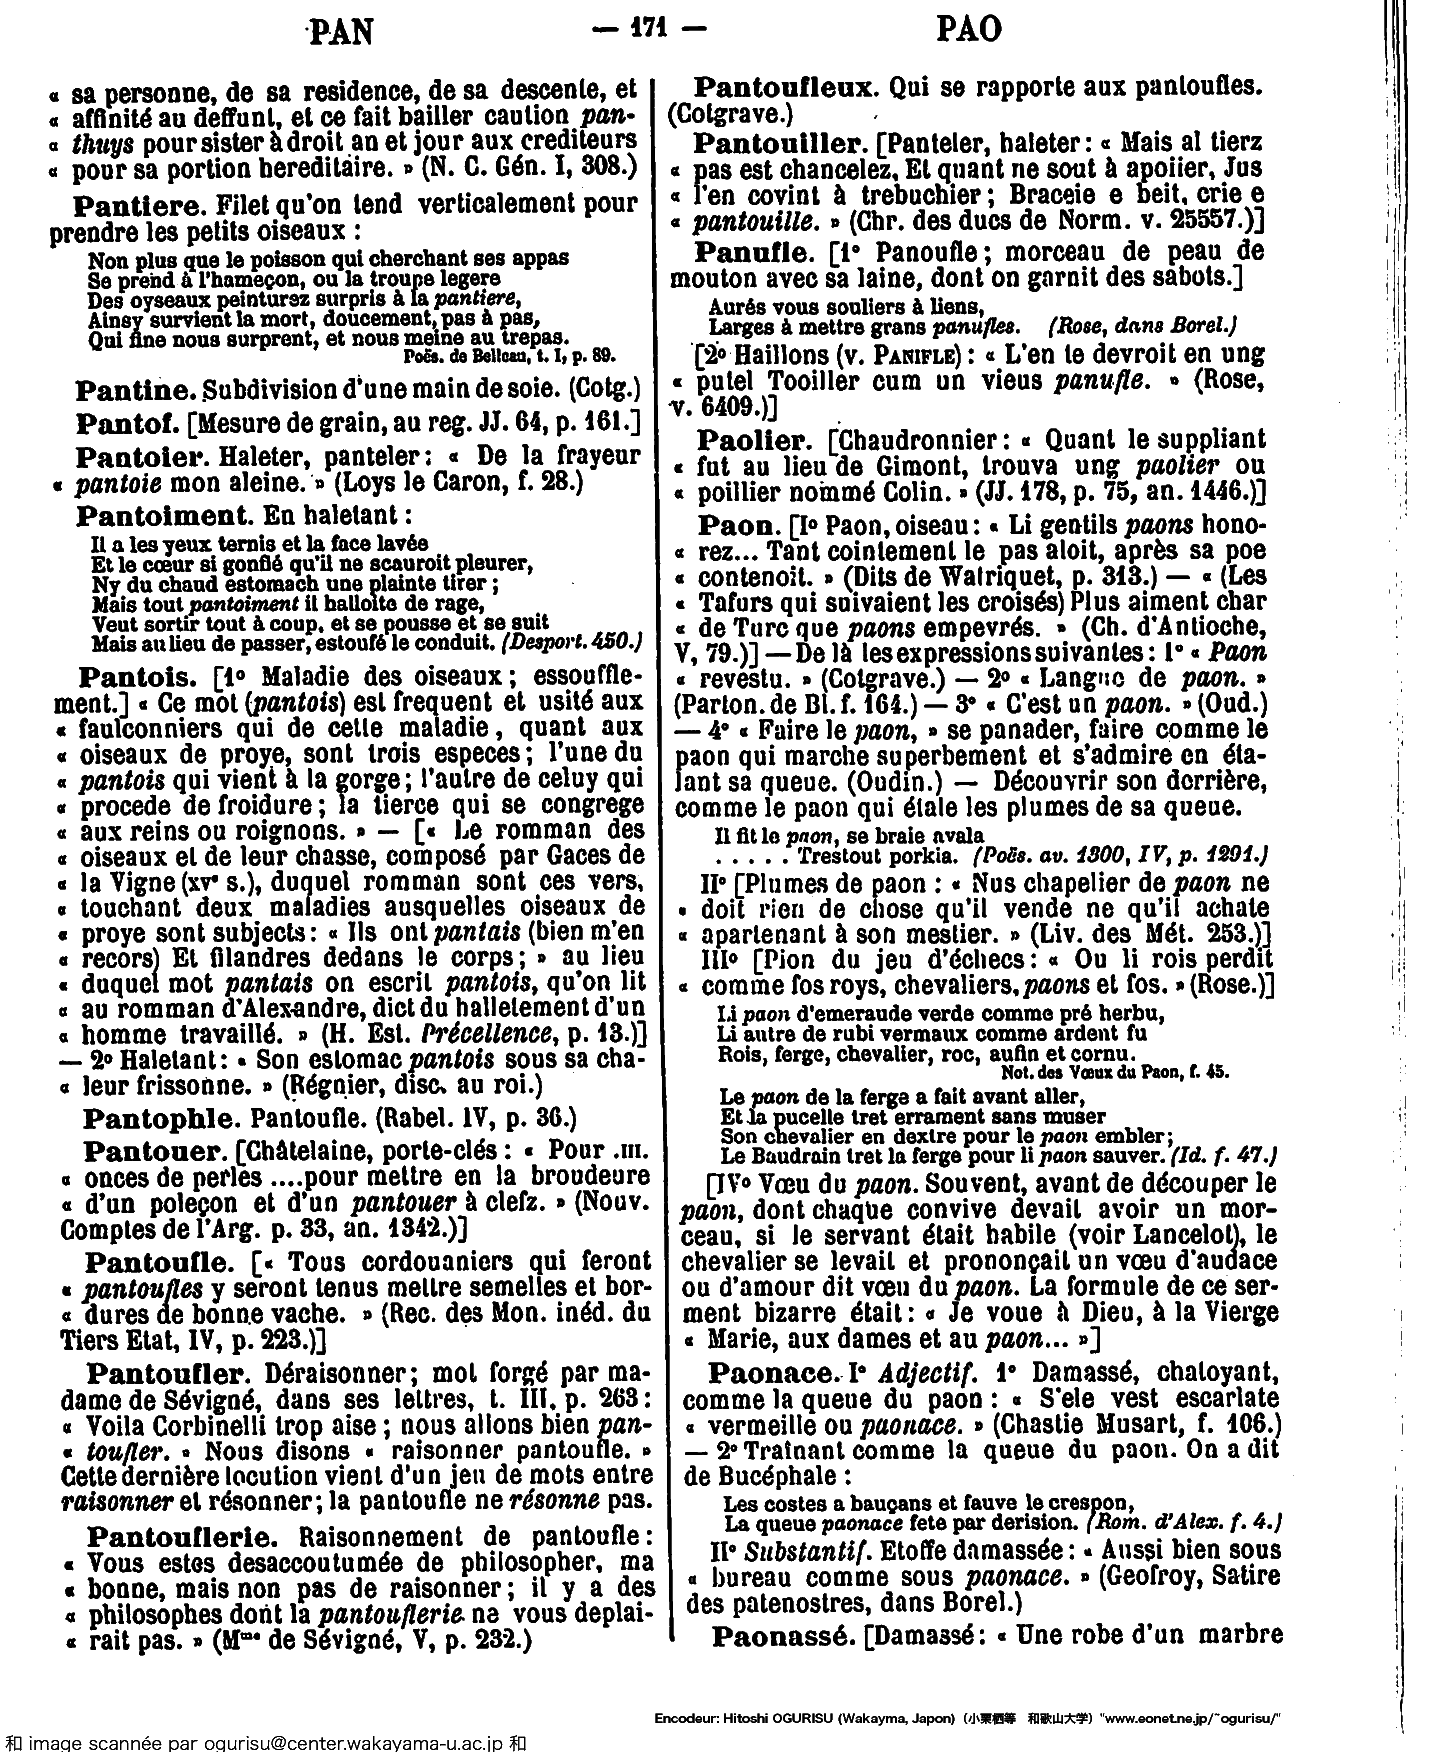 PAN — 171 — PAO
« sa personne, de sa residence, de sa descente, et
« affinité au deffunt, et ce fait bailler caution pan-
« thuys pour sister à droit an et jour aux crediteurs
« pour sa portion hereditaire. » (N. C. Gén. I, 308.)
Pantiere. Filet qu'on tend verticalement pour
prendre les petits oiseaux :
Non plus que le poisson qui cherchant ses appas
Se prend à l'hameçon, ou la troupe legere
Des oyseaux peinturez surpris à la pantiere,
Ainsy survient la mort, doucement, pas à pas,
Qui fine nous surprent, et nous meine au trepas.
Poës. de Belleau, t. I, p. 89.
Pantine. Subdivision d'une main de soie. (Cotg.)
Pantof. [Mesure de grain, au reg. JJ. 64, p. 161.]
Pantoier. Haleter, panteler : « De la frayeur
« pantoie mon aleine. » (Loys le Caron, f. 28.)
Pantoiment. En haletant :
Il a les yeux ternis et la face lavée
Et le cœur si gonflé qu'il ne scauroit pleurer,
Ny du chaud estomach une plainte tirer ;
Mais tout pantoiment il halloite de rage,
Veut sortir tout à coup, et se pousse et se suit
Mais au lieu de passer, estoufé le conduit. (Desport. 450.)
Pantois. [1° Maladie des oiseaux ; essouffle-
ment.] « Ce mot (pantois) est frequent et usité aux
« faulconniers qui de cette maladie, quant aux
« oiseaux de proye, sont trois especes ; l'une du
« pantois qui vient à la gorge ; l'autre de celuy qui
« procede de froidure ; la tierce qui se congrege
« aux reins ou roignons. » — [« Le romman des
« oiseaux et de leur chasse, composé par Gaces de
« la Vigne (xvᵉ s.), duquel romman sont ces vers,
« touchant deux maladies ausquelles oiseaux de
« proye sont subjects : « Ils ont pantais (bien m'en
« recors) Et filandres dedans le corps ; » au lieu
« duquel mot pantais on escrit pantois, qu'on lit
« au romman d'Alexandre, dict du halletement d'un
« homme travaillé. » (H. Est. Précellence, p. 13.)]
— 2° Haletant : « Son estomac pantois sous sa cha-
« leur frissonne. » (Régnier, disc. au roi.)
Pantophle. Pantoufle. (Rabel. IV, p. 36.)
Pantouer. [Châtelaine, porte-clés : « Pour .III.
« onces de perles ....pour mettre en la broudeure
« d'un poleçon et d'un pantouer à clefz. » (Nouv.
Comptes de l'Arg. p. 33, an. 1342.)]
Pantoufle. [« Tous cordouanniers qui feront
« pantoufles y seront tenus mettre semelles et bor-
« dures de bonne vache. » (Rec. des Mon. inéd. du
Tiers Etat, IV, p. 223.)]
Pantoufler. Déraisonner ; mot forgé par ma-
dame de Sévigné, dans ses lettres, t. III, p. 263 :
« Voila Corbinelli trop aise ; nous allons bien pan-
« toufler. » Nous disons « raisonner pantoufle. »
Cette dernière locution vient d'un jeu de mots entre
raisonner et résonner ; la pantoufle ne résonne pas.
Pantouflerie. Raisonnement de pantoufle :
« Vous estes desaccoutumée de philosopher, ma
« bonne, mais non pas de raisonner ; il y a des
« philosophes dont la pantouflerie ne vous deplai-
« rait pas. » (Mᵐᵉ de Sévigné, V, p. 232.)
Pantoufleux. Qui se rapporte aux pantoufles.
(Cotgrave.)
Pantouiller. [Panteler, haleter : « Mais al tierz
« pas est chancelez, Et quant ne sout à apoiier, Jus
« l'en covint à trebuchier ; Braceie e beit, crie e
« pantouille. » (Chr. des ducs de Norm. v. 25557.)]
Panufle. [1° Panoufle ; morceau de peau de
mouton avec sa laine, dont on garnit des sabots.]
Aurés vous souliers à liens,
Larges à mettre grans panufles. (Rose, dans Borel.)
[2° Haillons (v. PANIFLE) : « L'en te devroit en ung
« putel Tooiller cum un vieus panufle. » (Rose,
v. 6409.)]
Paolier. [Chaudronnier : « Quant le suppliant
« fut au lieu de Gimont, trouva ung paolier ou
« poillier nommé Colin. » (JJ. 178, p. 75, an. 1446.)]
Paon. [I° Paon, oiseau : « Li gentils paons hono-
« rez... Tant cointement le pas aloit, après sa poe
« contenoit. » (Dits de Watriquet, p. 313.) — « (Les
« Tafurs qui suivaient les croisés) Plus aiment char
« de Turc que paons empevrés. » (Ch. d'Antioche,
V, 79.)] — De là les expressions suivantes : 1° « Paon
« revestu. » (Cotgrave.) — 2° « Langue de paon. »
(Parton. de Bl. f. 164.) — 3° « C'est un paon. » (Oud.)
— 4° « Faire le paon, » se panader, faire comme le
paon qui marche superbement et s'admire en éta-
lant sa queue. (Oudin.) — Découvrir son derrière,
comme le paon qui étale les plumes de sa queue.
Il fit le paon, se braie avala
. . . . . Trestout porkia. (Poës. av. 1300, IV, p. 1291.)
II° [Plumes de paon : « Nus chapelier de paon ne
« doit rien de chose qu'il vende ne qu'il achate
« apartenant à son mestier. » (Liv. des Mét. 253.)]
III° [Pion du jeu d'échecs : « Ou li rois perdit
« comme fos roys, chevaliers, paons et fos. » (Rose.)]
Li paon d'emeraude verde comme pré herbu,
Li autre de rubi vermaux comme ardent fu
Rois, ferge, chevalier, roc, aufin et cornu.
Not. des Vœux du Paon, f. 45.
Le paon de la ferge a fait avant aller,
Et la pucelle tret errament sans muser
Son chevalier en dextre pour le paon embler ;
Le Baudrain tret la ferge pour li paon sauver. (Id. f. 47.)
[IV° Vœu du paon. Souvent, avant de découper le
paon, dont chaque convive devait avoir un mor-
ceau, si le servant était habile (voir Lancelot), le
chevalier se levait et prononçait un vœu d'audace
ou d'amour dit vœu du paon. La formule de ce ser-
ment bizarre était : « Je voue à Dieu, à la Vierge
« Marie, aux dames et au paon... »]
Paonace. I° Adjectif. 1° Damassé, chatoyant,
comme la queue du paon : « S'ele vest escarlate
« vermeille ou paonace. » (Chastie Musart, f. 106.)
— 2° Traînant comme la queue du paon. On a dit
de Bucéphale :
Les costes a bauçans et fauve le crespon,
La queue paonace fete par derision. (Rom. d'Alex. f. 4.)
II° Substantif. Etoffe damassée : « Aussi bien sous
« bureau comme sous paonace. » (Geofroy, Satire
des patenostres, dans Borel.)
Paonassé. [Damassé : « Une robe d'un marbre
Encodeur: Hitoshi OGURISU (Wakayma, Japon) (小栗栖等 和歌山大学) "www.eonet.ne.jp/~ogurisu/"
和 image scannée par ogurisu@center.wakayama-u.ac.jp 和